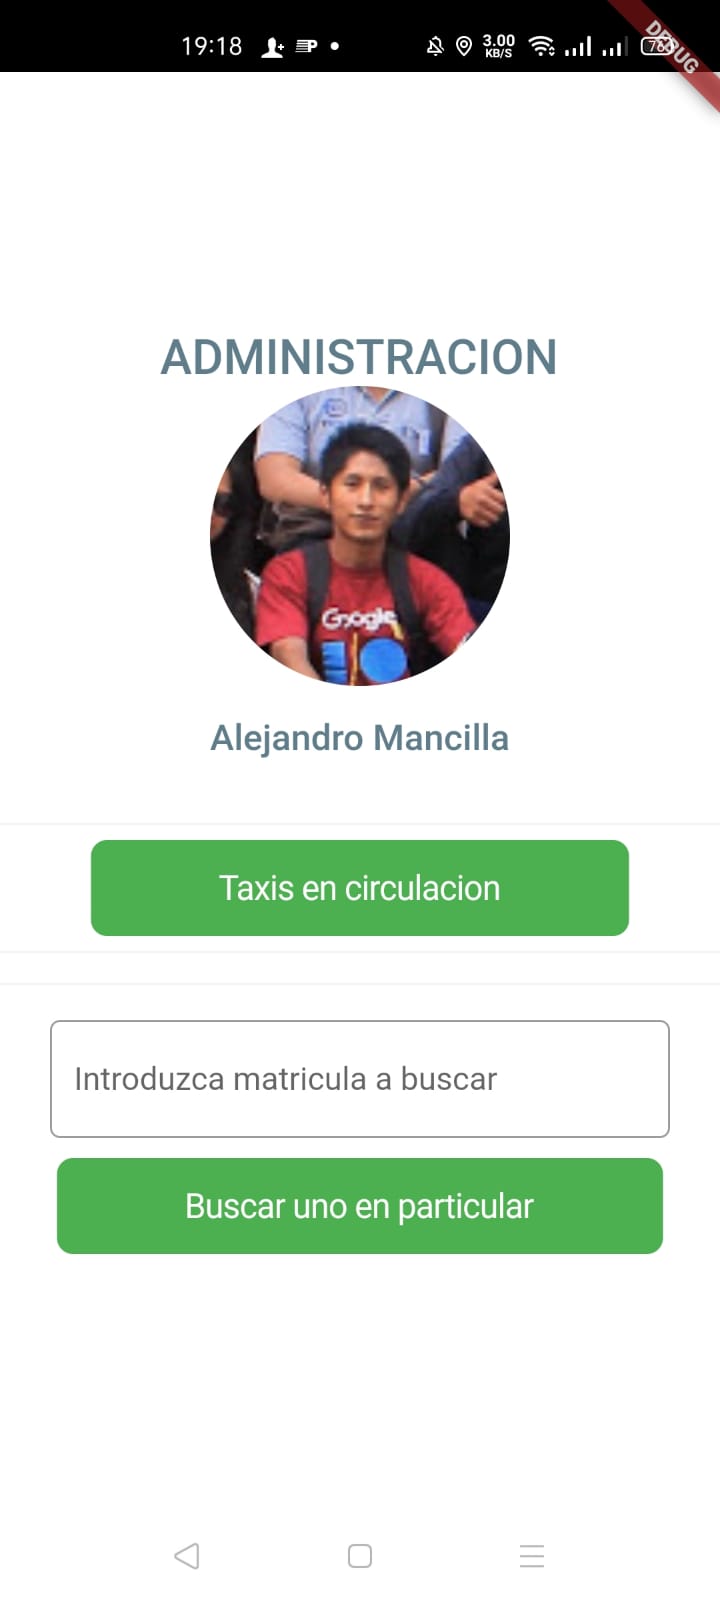 19:18
3.00
KB/S
76
DEBUG
ADMINISTRACION
Google
Alejandro Mancilla
Taxis en circulacion
Introduzca matricula a buscar
Buscar uno en particular